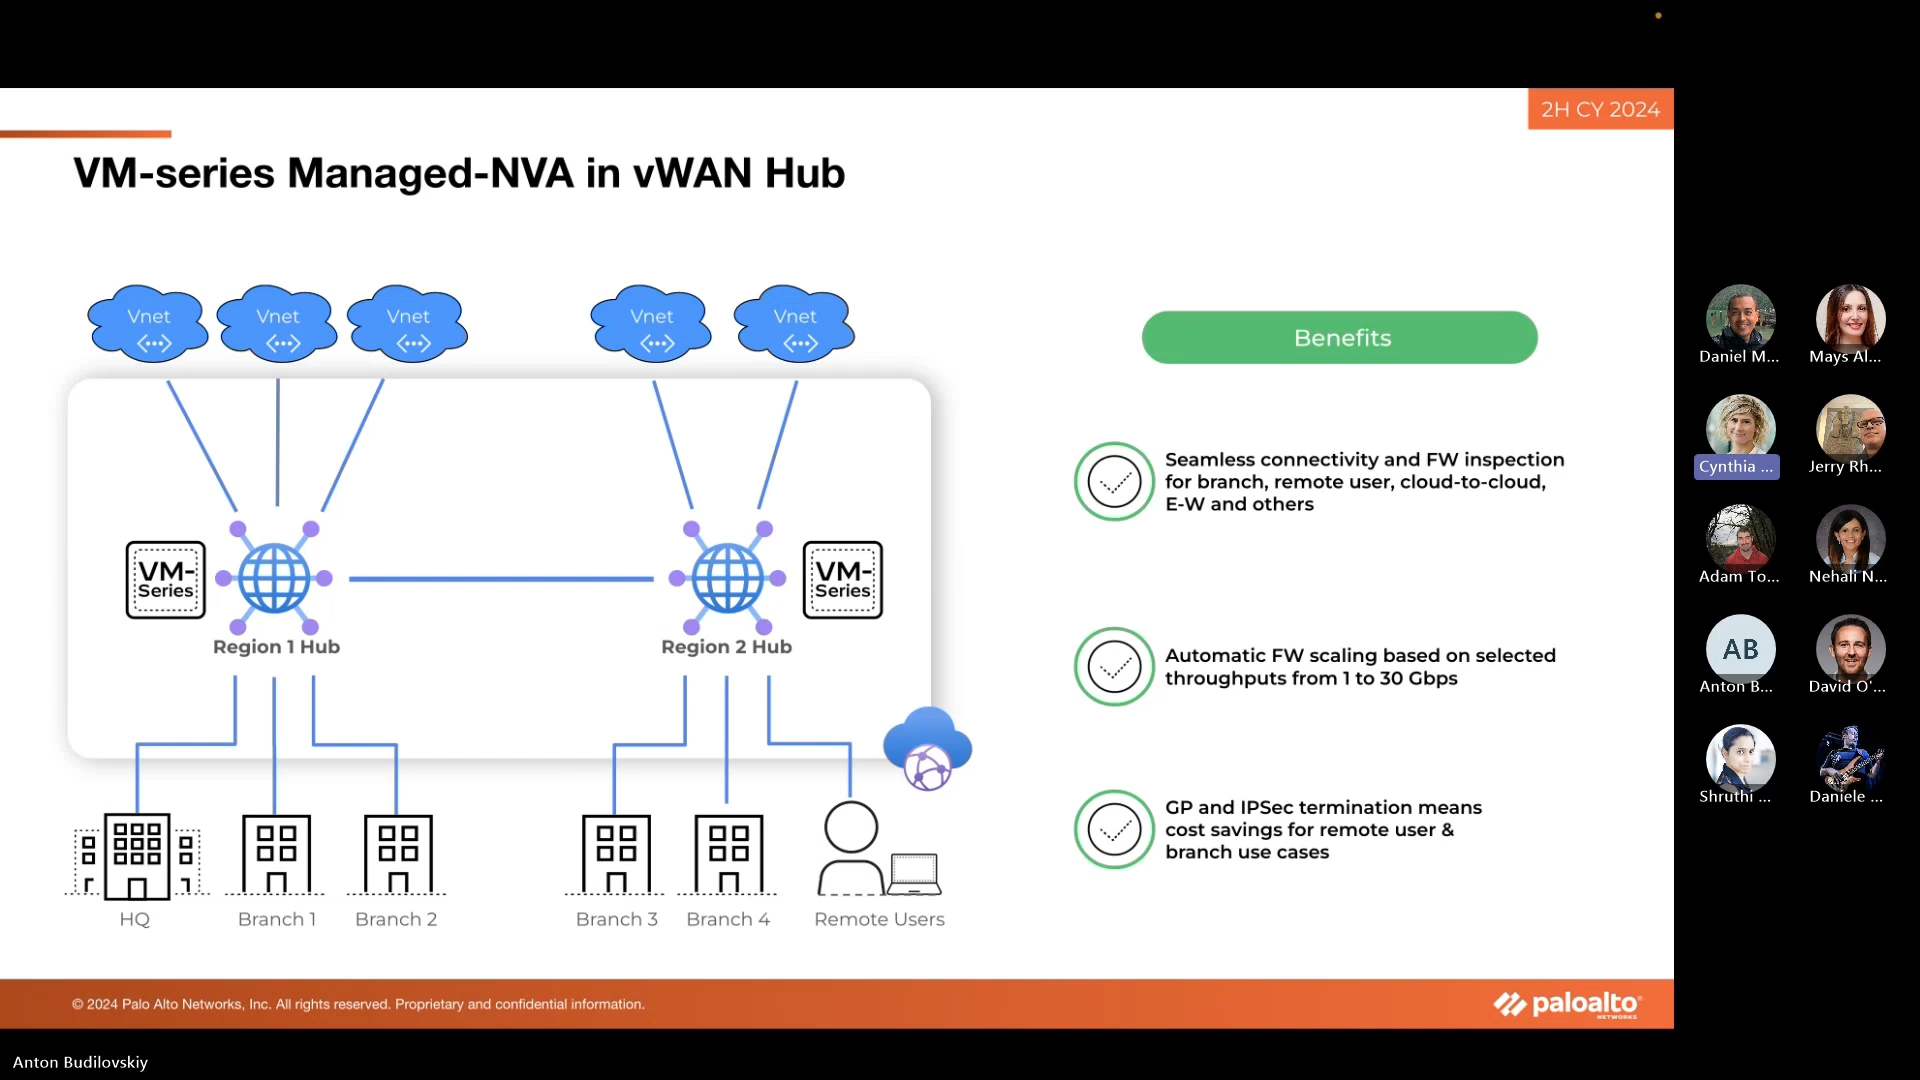 2H CY 2024
VM-series Managed-NVA in vWAN Hub
Vnet
Vnet
Vnet
Vnet
Vnet
VM-
Series
Region 1 Hub
Region 2 Hub
VM-
Series
HQ
Branch 1
Branch 2
Branch 3
Branch 4
Remote Users
Benefits
Seamless connectivity and FW inspection
for branch, remote user, cloud-to-cloud,
E-W and others
Automatic FW scaling based on selected
throughputs from 1 to 30 Gbps
GP and IPSec termination means
cost savings for remote user &
branch use cases
© 2024 Palo Alto Networks, Inc. All rights reserved. Proprietary and confidential information.
paloalto
NETWORKS
Daniel M...
Mays Al...
Cynthia ...
Jerry Rh...
Adam To...
Nehali N...
AB
Anton B...
David O'...
Shruthi ...
Daniele ...
Anton Budilovskiy